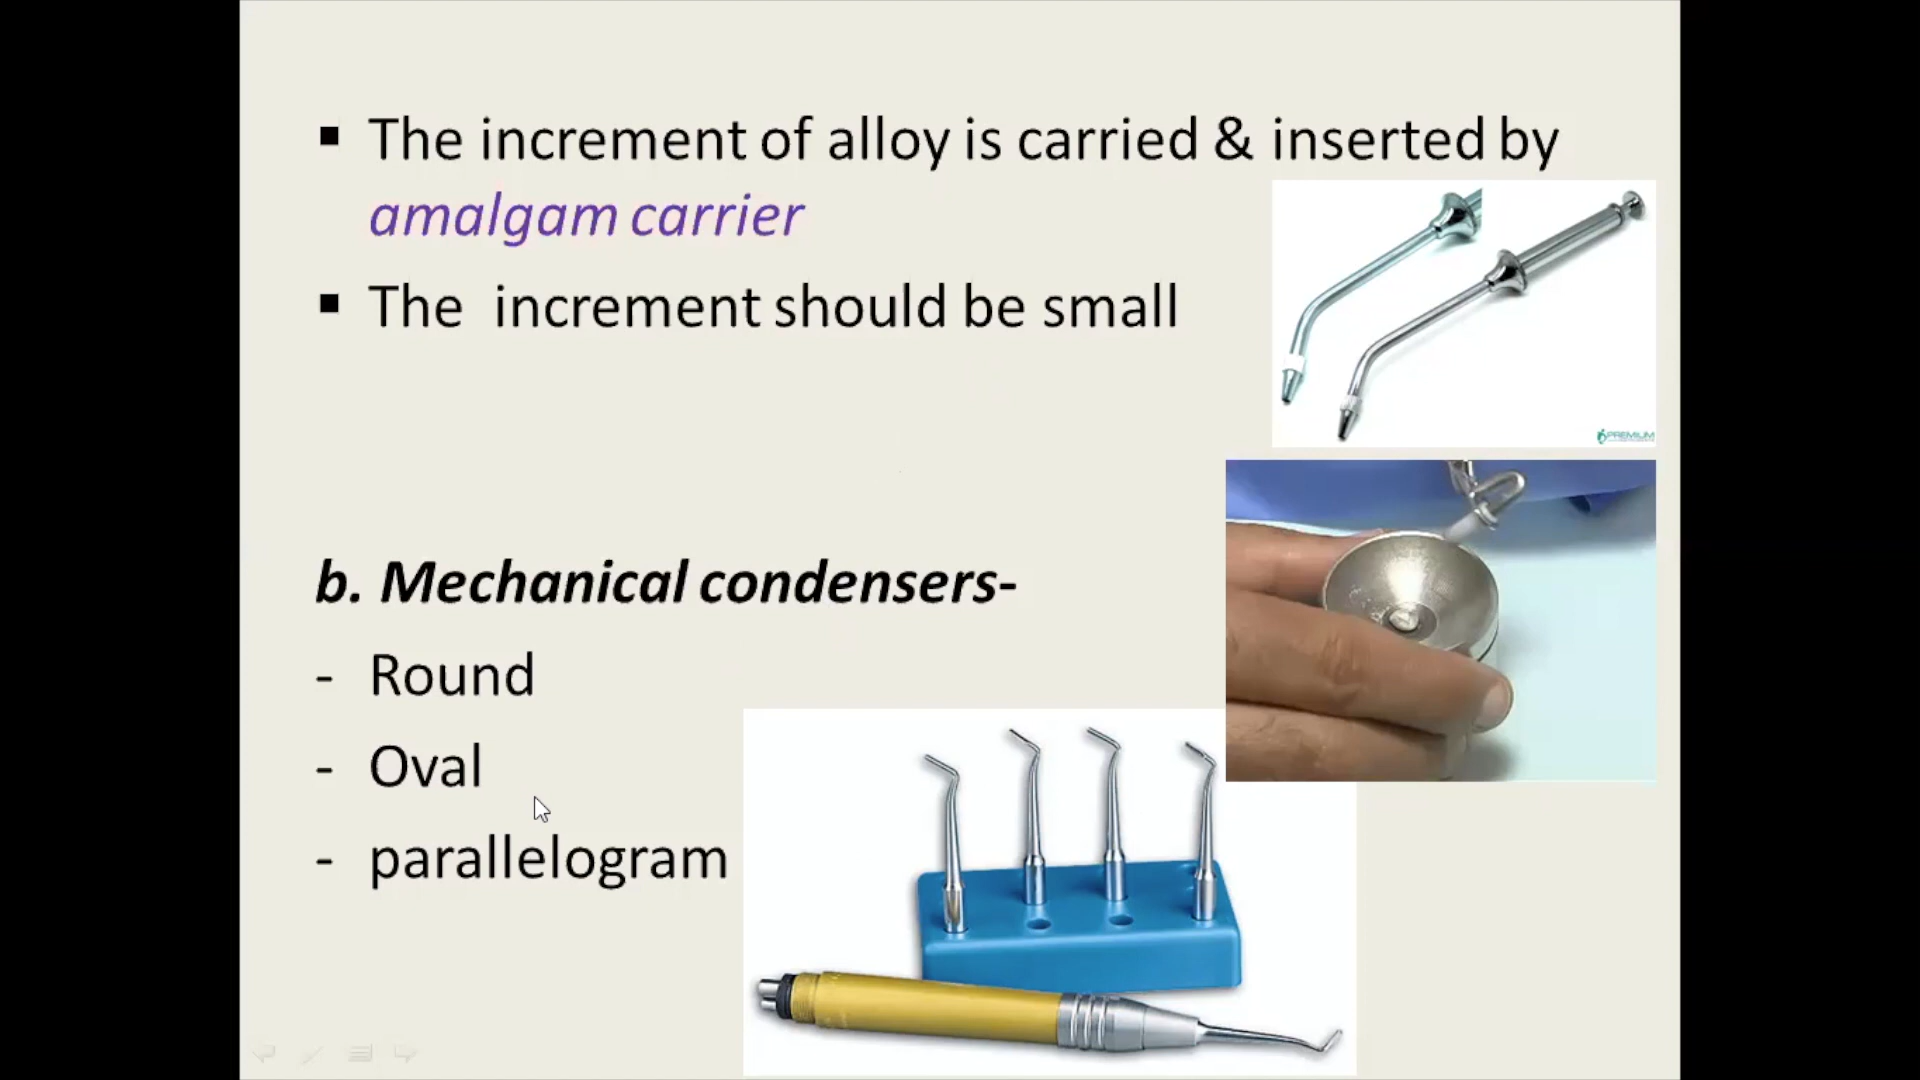 ▪ The increment of alloy is carried & inserted by
amalgam carrier
▪ The increment should be small
PREMIUM
b. Mechanical condensers-
- Round
- Oval
- parallelogram